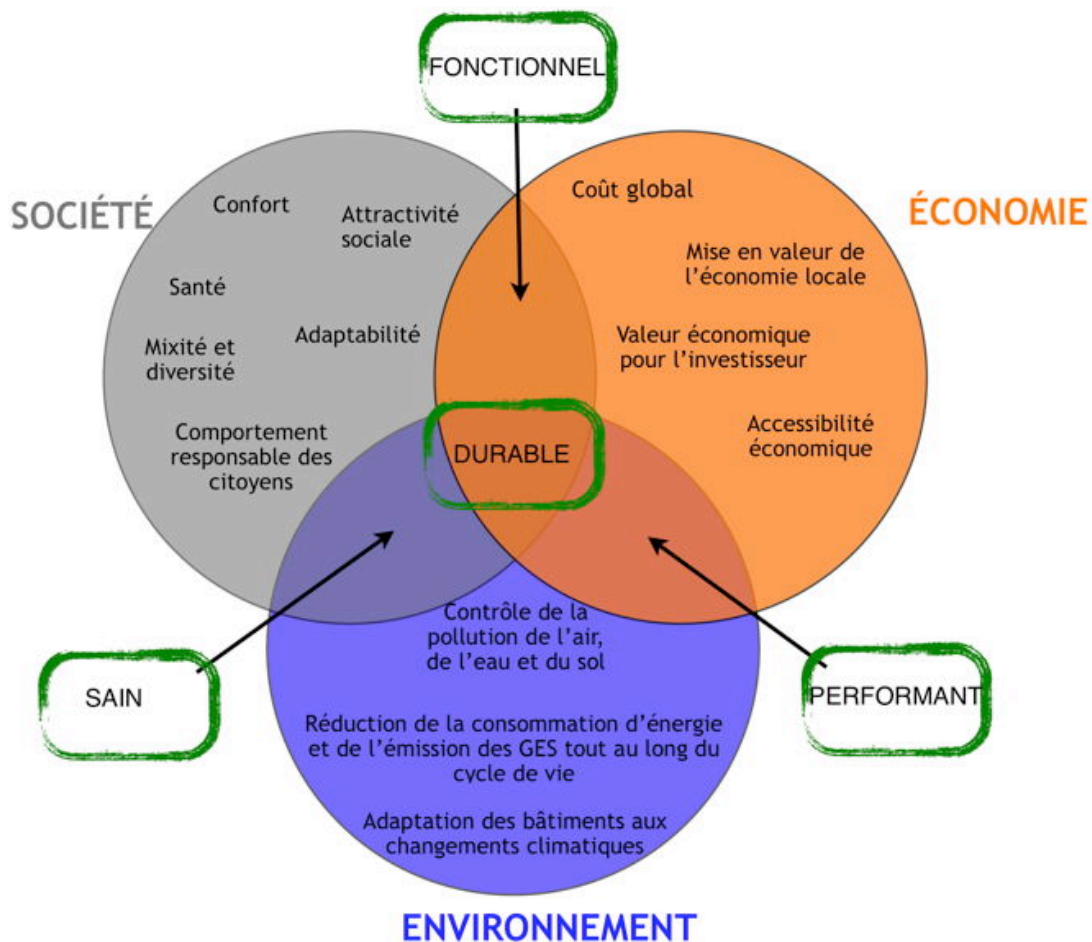 FONCTIONNEL
SOCIÉTÉ
Confort
Attractivité
sociale
Santé
Adaptabilité
Mixité et
diversité
Comportement
responsable des
citoyens
Coût global
ÉCONOMIE
Mise en valeur de
l'économie locale
Valeur économique
pour l'investisseur
Accessibilité
économique
DURABLE
SAIN
PERFORMANT
Contrôle de la
pollution de l'air,
de l'eau et du sol
Réduction de la consommation d'énergie
et de l'émission des GES tout au long du
cycle de vie
Adaptation des bâtiments aux
changements climatiques
ENVIRONNEMENT